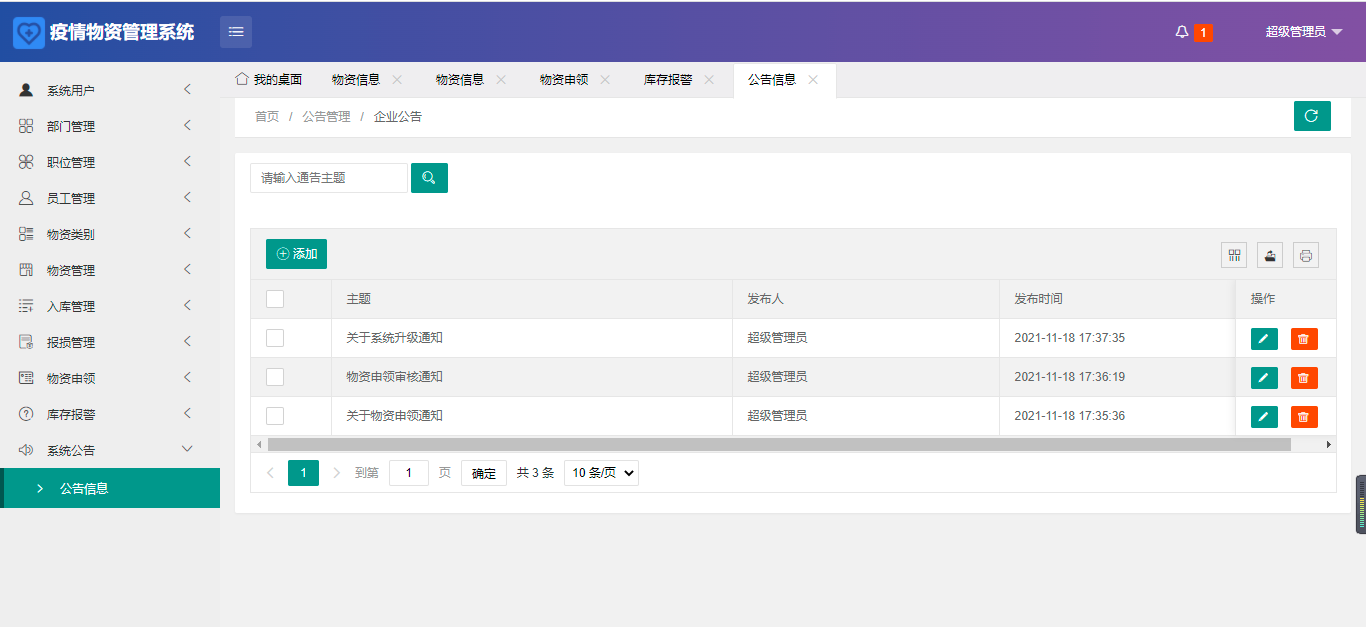 疫情物资管理系统
1
超级管理员
系统用户
部门管理
职位管理
员工管理
物资类别
物资管理
入库管理
报损管理
物资申领
库存报警
系统公告
公告信息
我的桌面 物资信息 物资信息 物资申领 库存报警 公告信息
首页 / 公告管理 / 企业公告
请输入通告主题
添加
主题 发布人 发布时间 操作
关于系统升级通知 超级管理员 2021-11-18 17:37:35
物资申领审核通知 超级管理员 2021-11-18 17:36:19
关于物资申领通知 超级管理员 2021-11-18 17:35:36
1 到第 1 页 确定 共 3 条 10 条/页